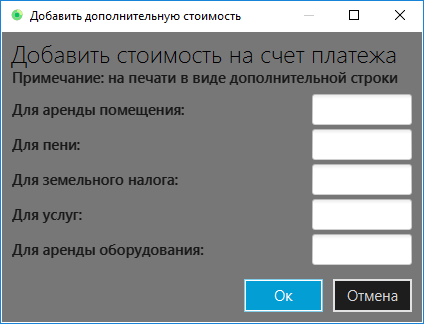 Добавить дополнительную стоимость
Добавить стоимость на счет платежа
Примечание: на печати в виде дополнительной строки
Для аренды помещения:
Для пени:
Для земельного налога:
Для услуг:
Для аренды оборудования:
Ок
Отмена